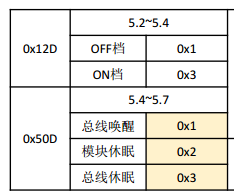 0x12D
5.2~5.4
OFF档 0x1
ON档 0x3
0x50D
5.4~5.7
总线唤醒 0x1
模块休眠 0x2
总线休眠 0x3